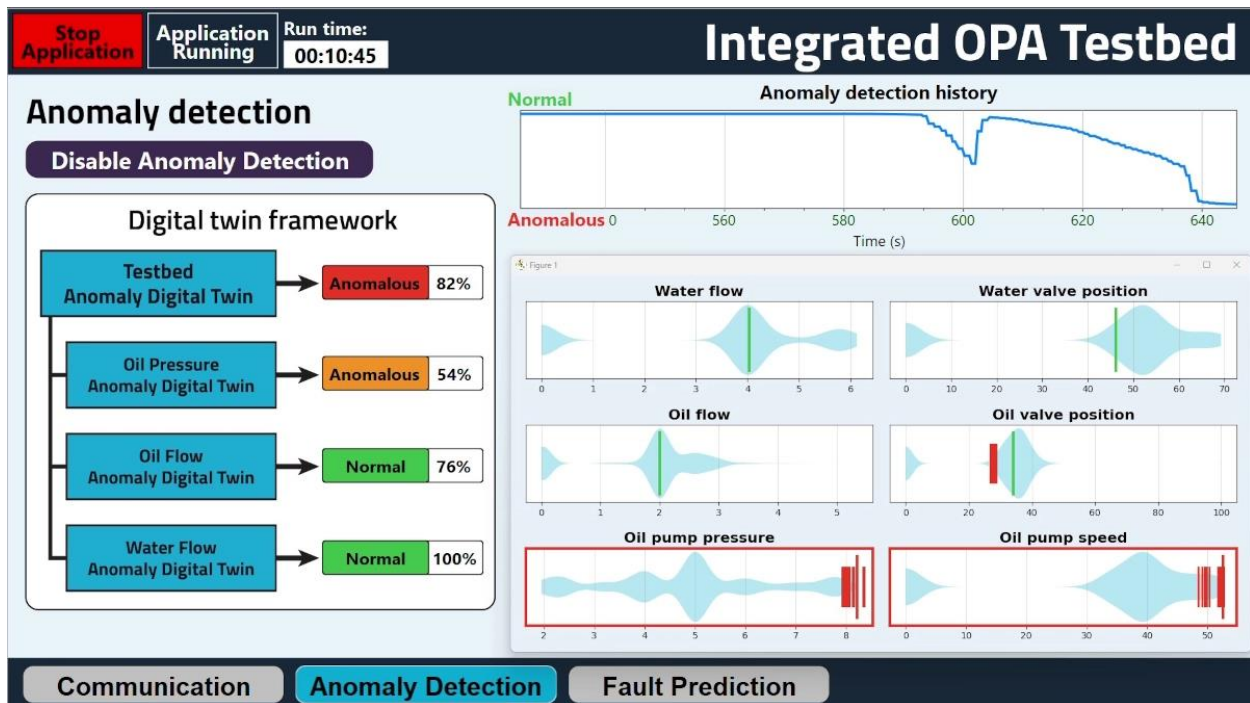 Stop
Application
Application
Running
Run time:
00:10:45
Integrated OPA Testbed
Anomaly detection
Disable Anomaly Detection
Digital twin framework
Testbed
Anomaly Digital Twin
Anomalous 82%
Oil Pressure
Anomaly Digital Twin
Anomalous 54%
Oil Flow
Anomaly Digital Twin
Normal 76%
Water Flow
Anomaly Digital Twin
Normal 100%
Anomaly detection history
Normal
Anomalous 0 560 580 600 620 640
Time (s)
Figure 1
Water flow
0 1 2 3 4 5 6
Water valve position
0 10 20 30 40 50 60 70
Oil flow
0 1 2 3 4 5
Oil valve position
0 20 40 60 80 100
Oil pump pressure
2 3 4 5 6 7 8
Oil pump speed
0 10 20 30 40 50
Communication
Anomaly Detection
Fault Prediction